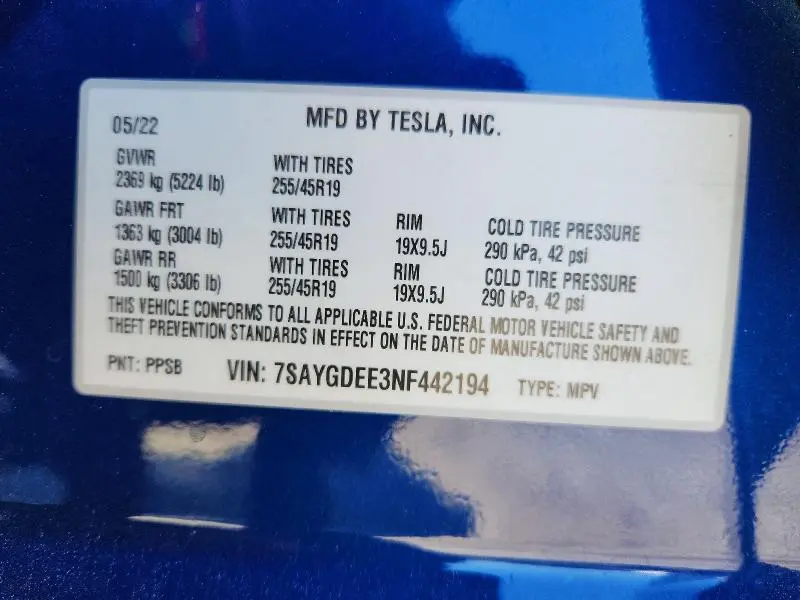 05/22 MFD BY TESLA, INC.
GVWR WITH TIRES
2369 kg (5224 lb) 255/45R19
GAWR FRT WITH TIRES RIM COLD TIRE PRESSURE
1363 kg (3004 lb) 255/45R19 19X9.5J 290 kPa, 42 psi
GAWR RR WITH TIRES RIM COLD TIRE PRESSURE
1500 kg (3306 lb) 255/45R19 19X9.5J 290 kPa, 42 psi
THIS VEHICLE CONFORMS TO ALL APPLICABLE U.S. FEDERAL MOTOR VEHICLE SAFETY AND
THEFT PREVENTION STANDARDS IN EFFECT ON THE DATE OF MANUFACTURE SHOWN ABOVE.
PNT: PPSB VIN: 7SAYGDEE3NF442194 TYPE: MPV